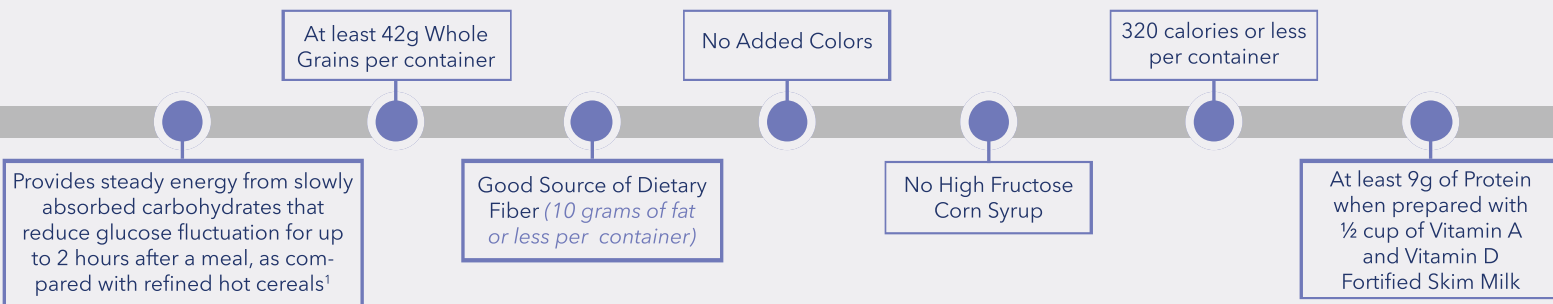 Provides steady energy from slowly
absorbed carbohydrates that
reduce glucose fluctuation for up
to 2 hours after a meal, as com-
pared with refined hot cereals¹
At least 42g Whole
Grains per container
Good Source of Dietary
Fiber (10 grams of fat
or less per container)
No Added Colors
No High Fructose
Corn Syrup
320 calories or less
per container
At least 9g of Protein
when prepared with
½ cup of Vitamin A
and Vitamin D
Fortified Skim Milk